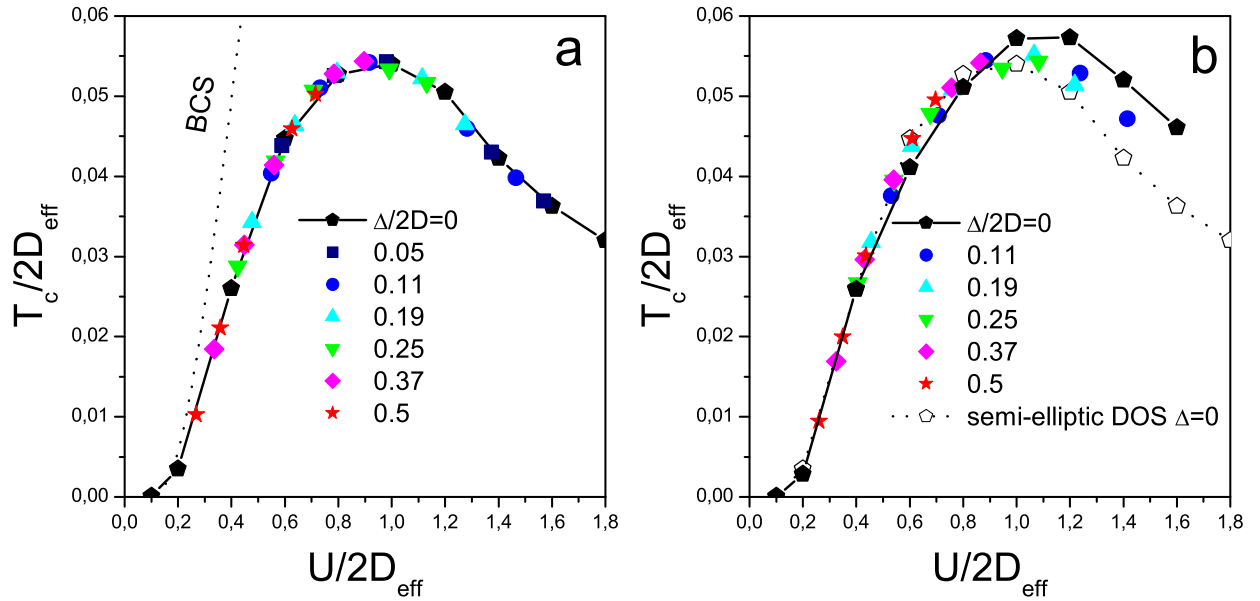 a
BCS
0,06
0,05
0,04
0,03
0,02
0,01
0,00
T_c/2D_eff
Δ/2D=0
0.05
0.11
0.19
0.25
0.37
0.5
0,0 0,2 0,4 0,6 0,8 1,0 1,2 1,4 1,6 1,8
U/2D_eff
b
0,06
0,05
0,04
0,03
0,02
0,01
0,00
T_c/2D_eff
Δ/2D=0
0.11
0.19
0.25
0.37
0.5
semi-elliptic DOS Δ=0
0,0 0,2 0,4 0,6 0,8 1,0 1,2 1,4 1,6 1,8
U/2D_eff